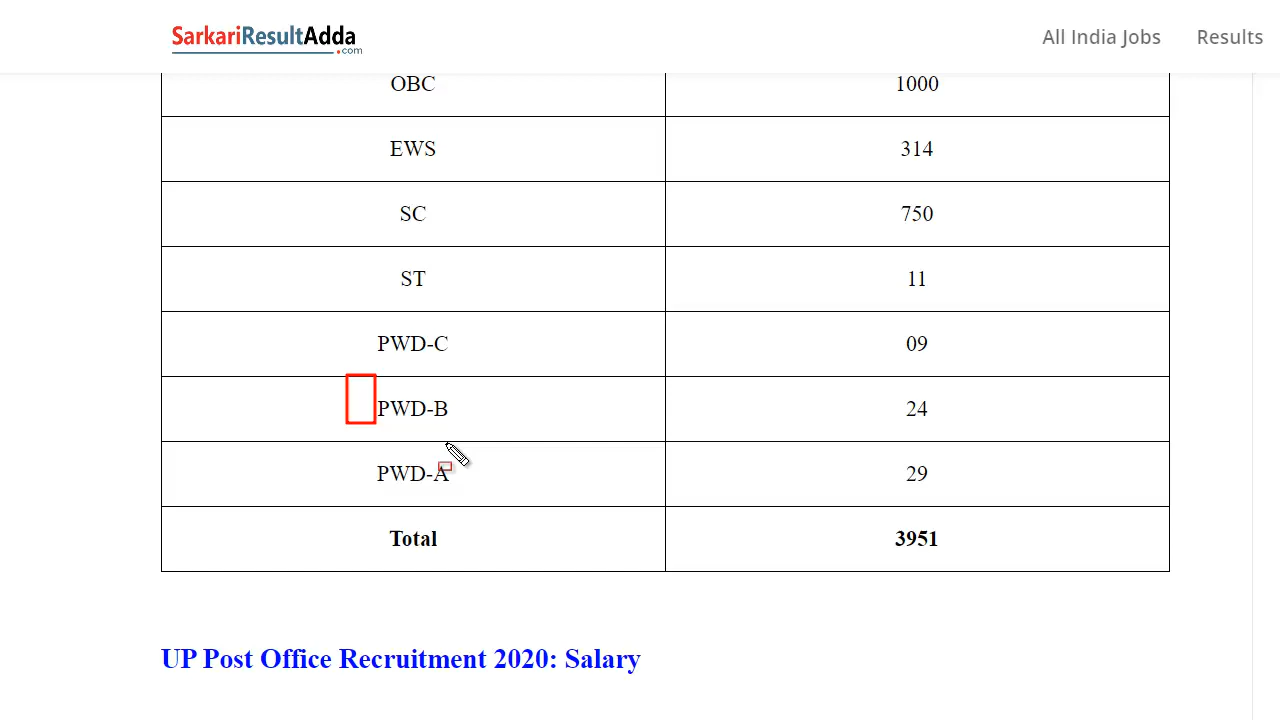 SarkariResultAdda
.com
All India Jobs Results
OBC 1000
EWS 314
SC 750
ST 11
PWD-C 09
PWD-B 24
PWD-A 29
Total 3951
UP Post Office Recruitment 2020: Salary